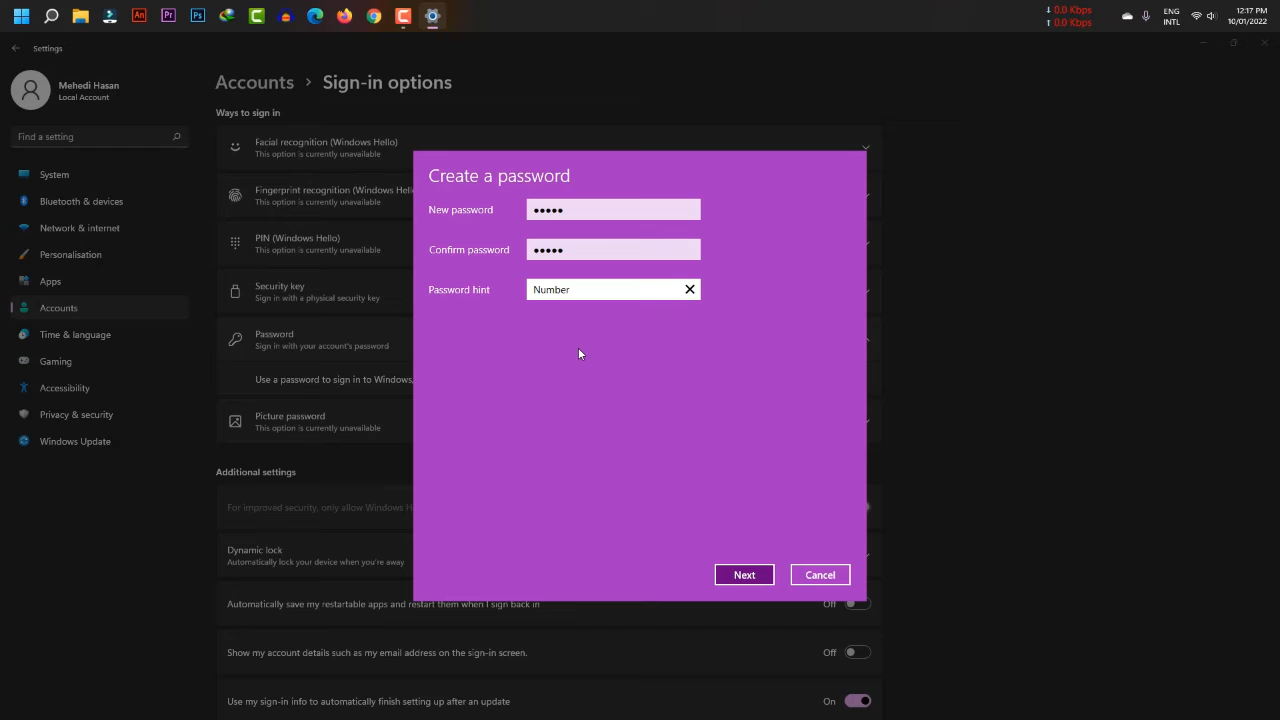 An Pr Ps
0.0 Kbps
0.0 Kbps
ENG
INTL
12:17 PM
10/01/2022
Settings
Mehedi Hasan
Local Account
Find a setting
System
Bluetooth & devices
Network & internet
Personalisation
Apps
Accounts
Time & language
Gaming
Accessibility
Privacy & security
Windows Update
Accounts > Sign-in options
Ways to sign in
Facial recognition (Windows Hello)
This option is currently unavailable
Fingerprint recognition (Windows Hell
This option is currently unavailable
PIN (Windows Hello)
This option is currently unavailable
Security key
Sign in with a physical security key
Password
Sign in with your account's password
Use a password to sign in to Windows,
Picture password
This option is currently unavailable
Additional settings
For improved security, only allow Windows H
Dynamic lock
Automatically lock your device when you're away
Automatically save my restartable apps and restart them when I sign back in
Off
Show my account details such as my email address on the sign-in screen.
Off
Use my sign-in info to automatically finish setting up after an update
On
Create a password
New password •••••
Confirm password •••••
Password hint Number
Next Cancel